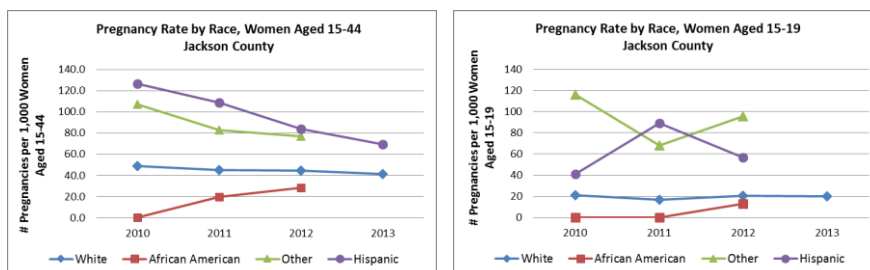 Pregnancy Rate by Race, Women Aged 15-44
Jackson County
# Pregnancies per 1,000 Women
Aged 15-44
140.0
120.0
100.0
80.0
60.0
40.0
20.0
0.0
2010 2011 2012 2013
White African American Other Hispanic
Pregnancy Rate by Race, Women Aged 15-19
Jackson County
# Pregnancies per 1,000 Women
Aged 15-19
140
120
100
80
60
40
20
0
2010 2011 2012 2013
White African American Other Hispanic